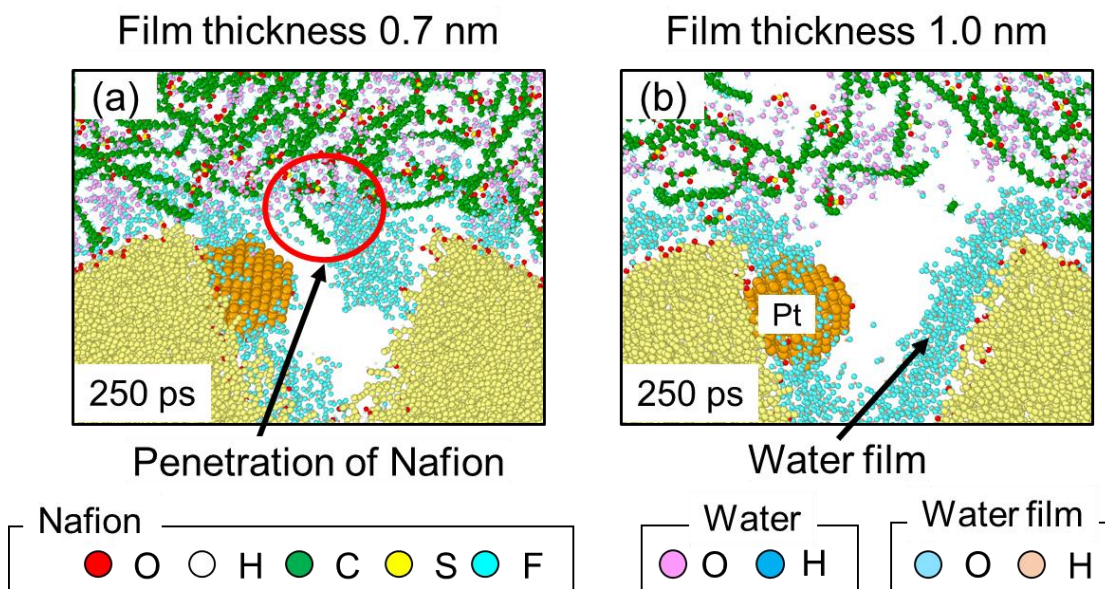 Film thickness 0.7 nm
Film thickness 1.0 nm
(a)
(b)
Pt
250 ps
250 ps
Penetration of Nafion
Water film
Nafion
O H C S F
Water
O H
Water film
O H